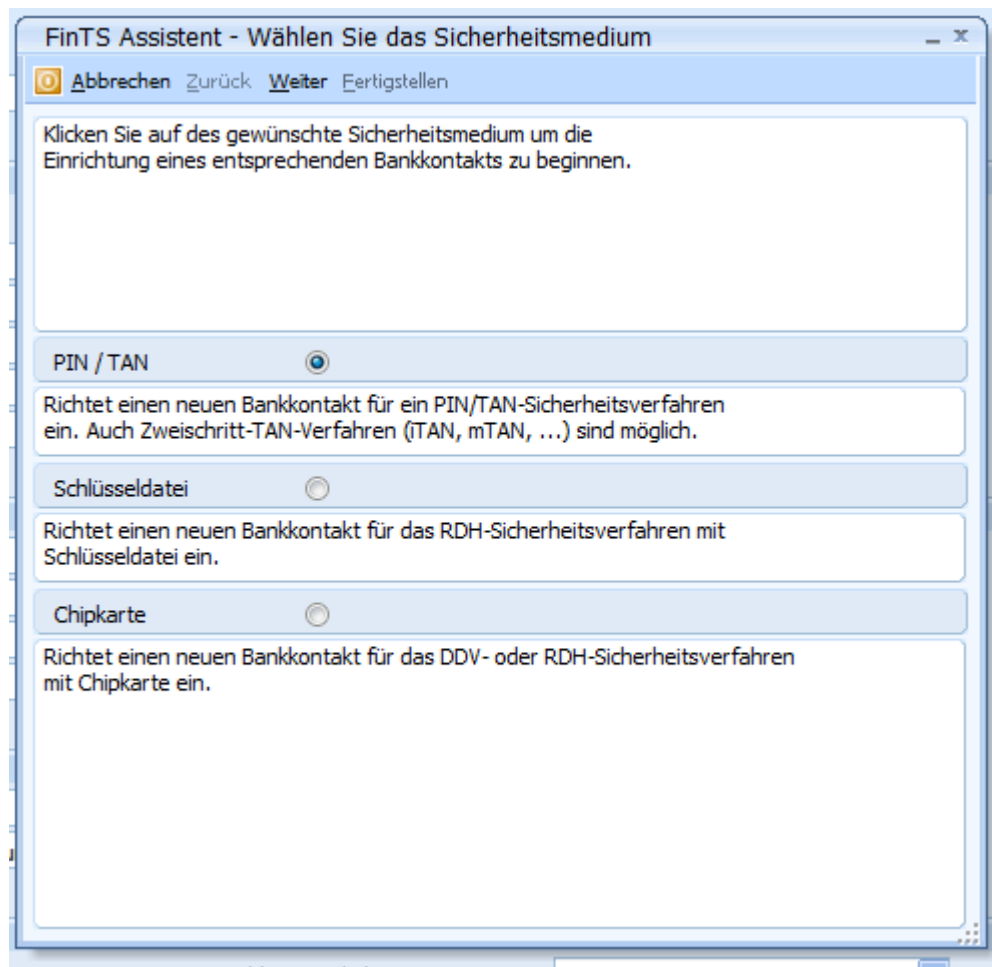 FinTS Assistent - Wählen Sie das Sicherheitsmedium
Abbrechen Zurück Weiter Fertigstellen
Klicken Sie auf des gewünschte Sicherheitsmedium um die
Einrichtung eines entsprechenden Bankkontakts zu beginnen.
PIN / TAN
Richtet einen neuen Bankkontakt für ein PIN/TAN-Sicherheitsverfahren
ein. Auch Zweischritt-TAN-Verfahren (iTAN, mTAN, ...) sind möglich.
Schlüsseldatei
Richtet einen neuen Bankkontakt für das RDH-Sicherheitsverfahren mit
Schlüsseldatei ein.
Chipkarte
Richtet einen neuen Bankkontakt für das DDV- oder RDH-Sicherheitsverfahren
mit Chipkarte ein.